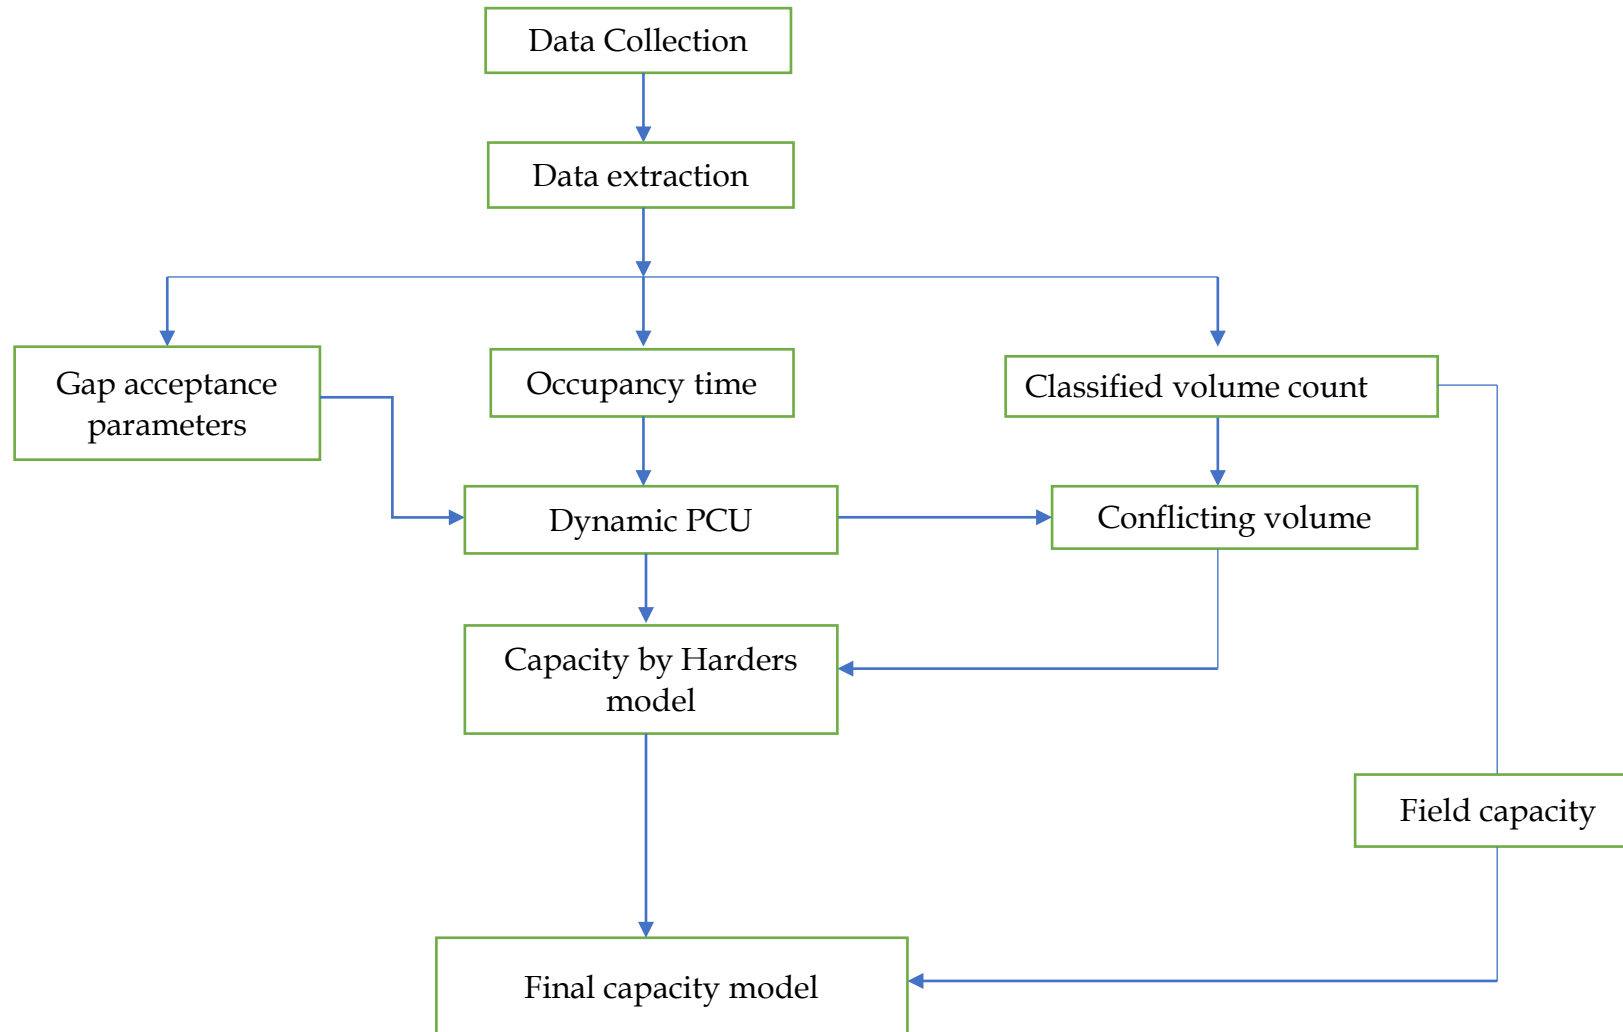 Data Collection
Data extraction
Gap acceptance
parameters
Occupancy time
Classified volume count
Dynamic PCU
Conflicting volume
Capacity by Harders
model
Field capacity
Final capacity model